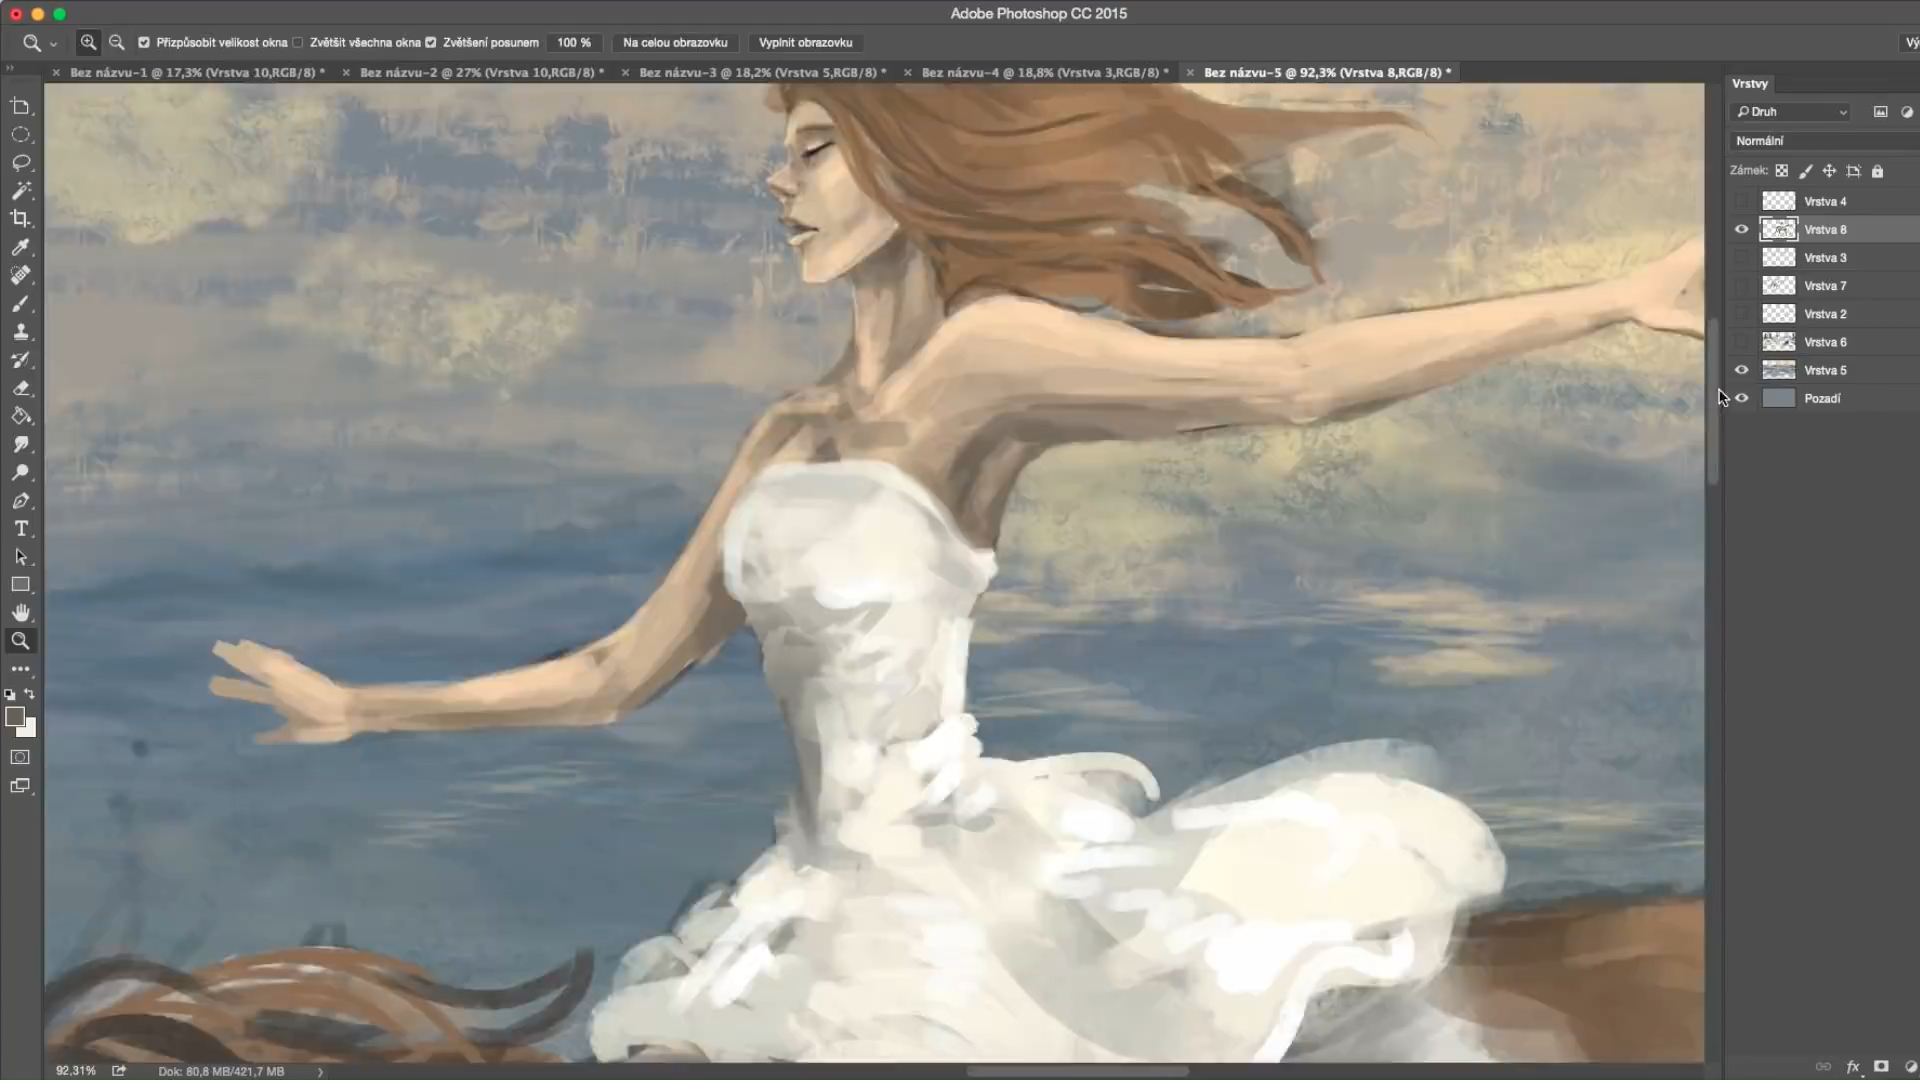 Adobe Photoshop CC 2015
Přizpůsobit velikost okna Zvětšit všechna okna Zvětšení posunem 100 % Na celou obrazovku Vyplnit obrazovku Vý
Bez názvu-1 @ 17,3% (Vrstva 10,RGB/8) * Bez názvu-2 @ 27% (Vrstva 10,RGB/8) * Bez názvu-3 @ 18,2% (Vrstva 5,RGB/8) * Bez názvu-4 @ 18,8% (Vrstva 3,RGB/8) * Bez názvu-5 @ 92,3% (Vrstva 8,RGB/8) *
Vrstvy
Druh
Normální
Zámek:
Vrstva 4
Vrstva 8
Vrstva 3
Vrstva 7
Vrstva 2
Vrstva 6
Vrstva 5
Pozadí
92,31% Dok: 80,8 MB/421,7 MB
fx